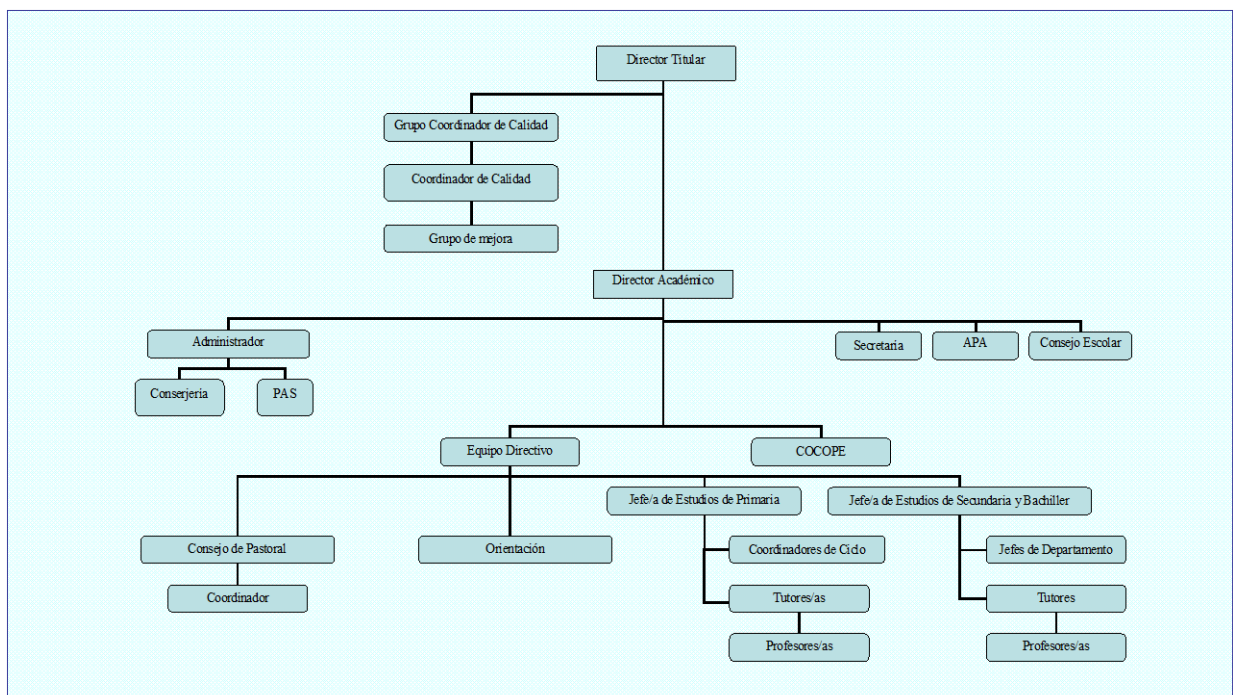 Director Titular
Grupo Coordinador de Calidad
Coordinador de Calidad
Grupo de mejora
Director Académico
Administrador
Secretaría
APA
Consejo Escolar
Conserjeria
PAS
Equipo Directivo
COCOPE
Jefe/a de Estudios de Primaria
Jefe/a de Estudios de Secundaria y Bachiller
Consejo de Pastoral
Orientación
Coordinadores de Ciclo
Jefes de Departamento
Coordinador
Tutores/as
Tutores
Profesores/as
Profesores/as